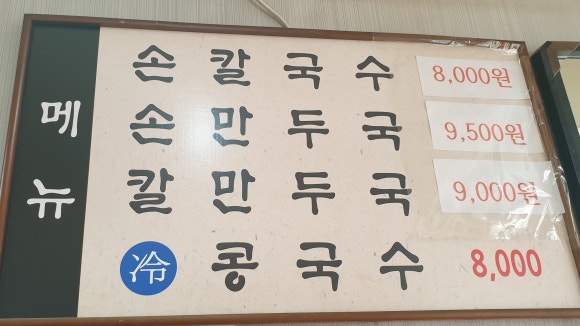 메뉴
손칼국수 8,000원
손만두국 9,500원
칼만두국 9,000원
冷 콩국수 8,000